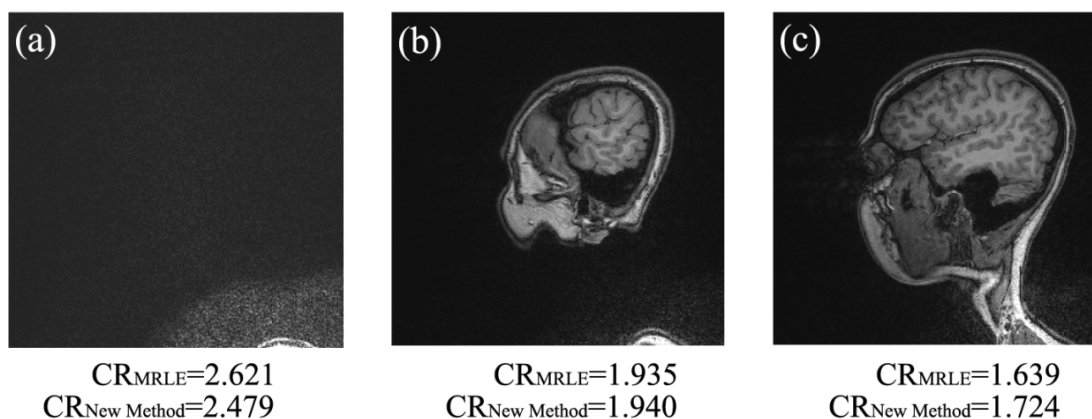 (a)
(b)
(c)
CRMRLE=2.621
CRNew Method=2.479
CRMRLE=1.935
CRNew Method=1.940
CRMRLE=1.639
CRNew Method=1.724